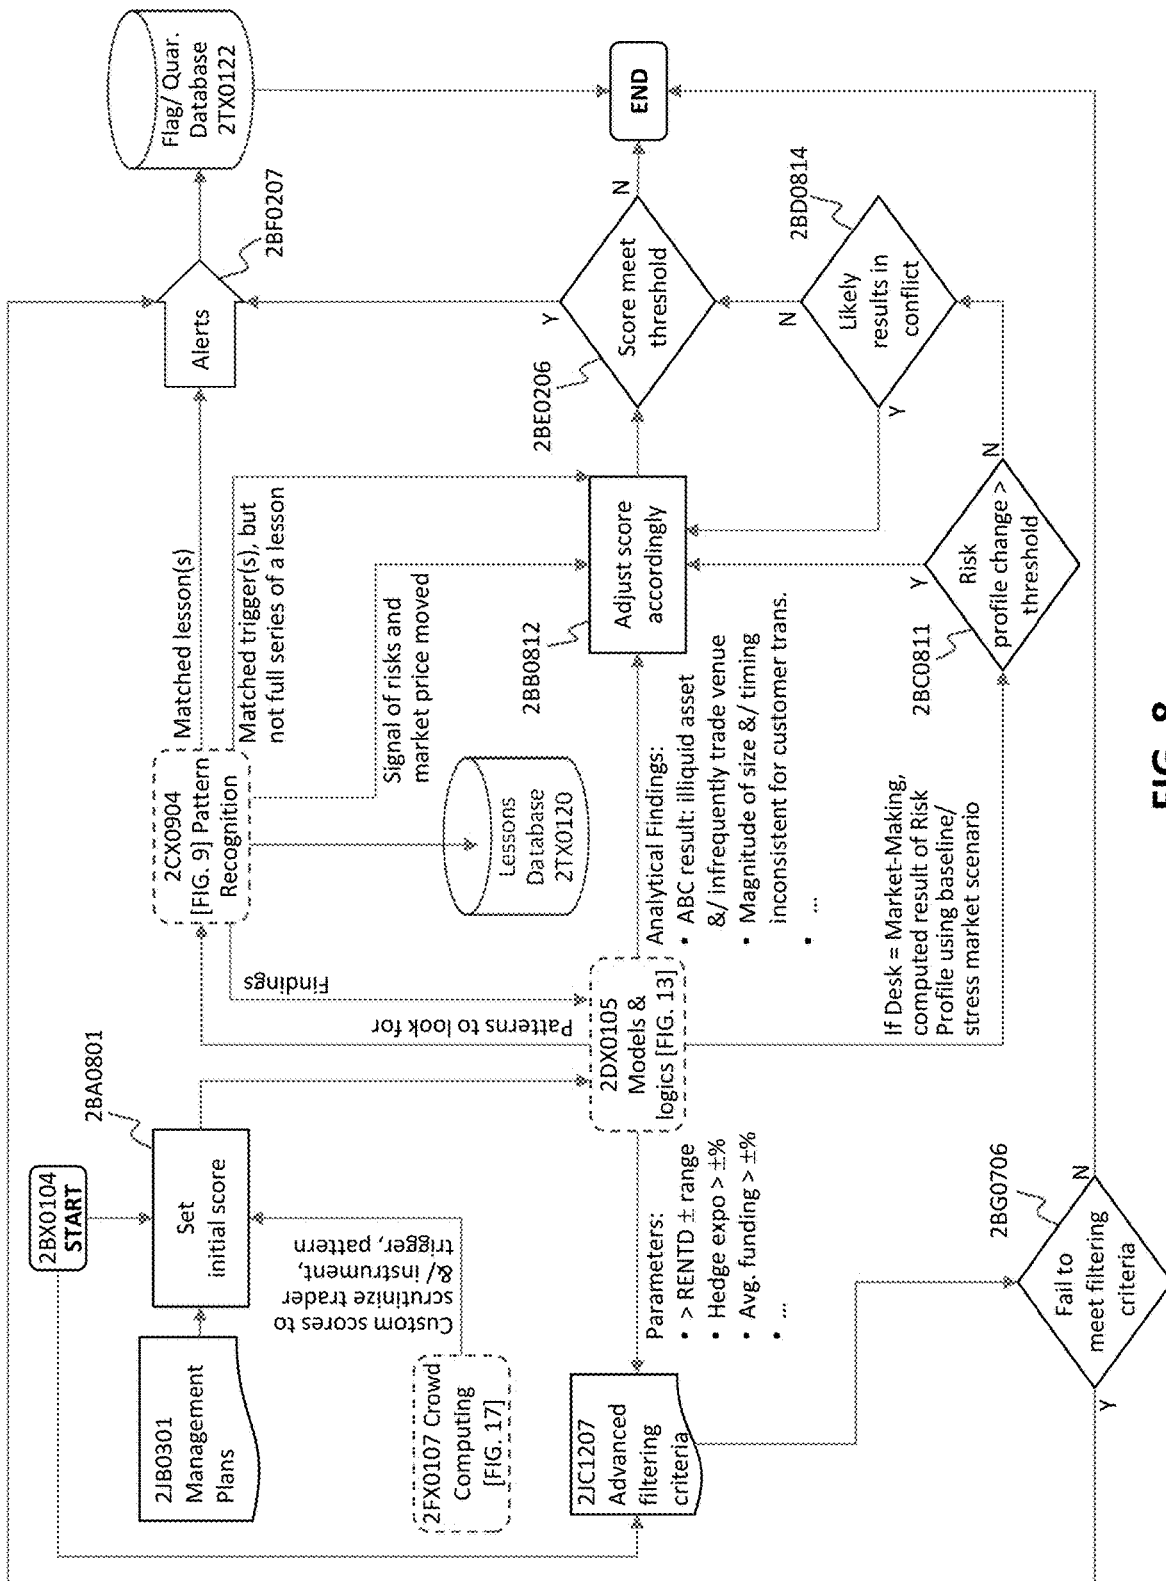 2BX0104
START
2JB0301
Management
Plans
Set
initial score
2BA0801
2FX0107 Crowd
Computing
[FIG. 17]
Custom scores to
scrutinize trader
&/ instrument,
trigger, pattern
2CX0904
[FIG. 9] Pattern
Recognition
Matched lesson(s)
Matched trigger(s), but
not full series of a lesson
Alerts
2BF0207
Flag/ Quar.
Database
2TX0122
Findings
Patterns to look for
Signal of risks and
market price moved
Lessons
Database
2TX0120
2JC1207
Advanced
filtering
criteria
Parameters:
• > RENTD ± range
• Hedge expo > ±%
• Avg. funding > ±%
• ...
2DX0105
Models &
logics [FIG. 13]
Analytical Findings:
• ABC result: illiquid asset
&/ infrequently trade venue
• Magnitude of size &/ timing
inconsistent for customer trans.
• ...
2BB0812
Adjust score
accordingly
2BE0206
Score meet
threshold
Y
N
END
2BD0814
Likely
results in
conflict
N
Y
If Desk = Market-Making,
computed result of Risk
Profile using baseline/
stress market scenario
2BC0811
Risk
profile change >
threshold
Y
N
2BG0706
Fail to
meet filtering
criteria
Y
N